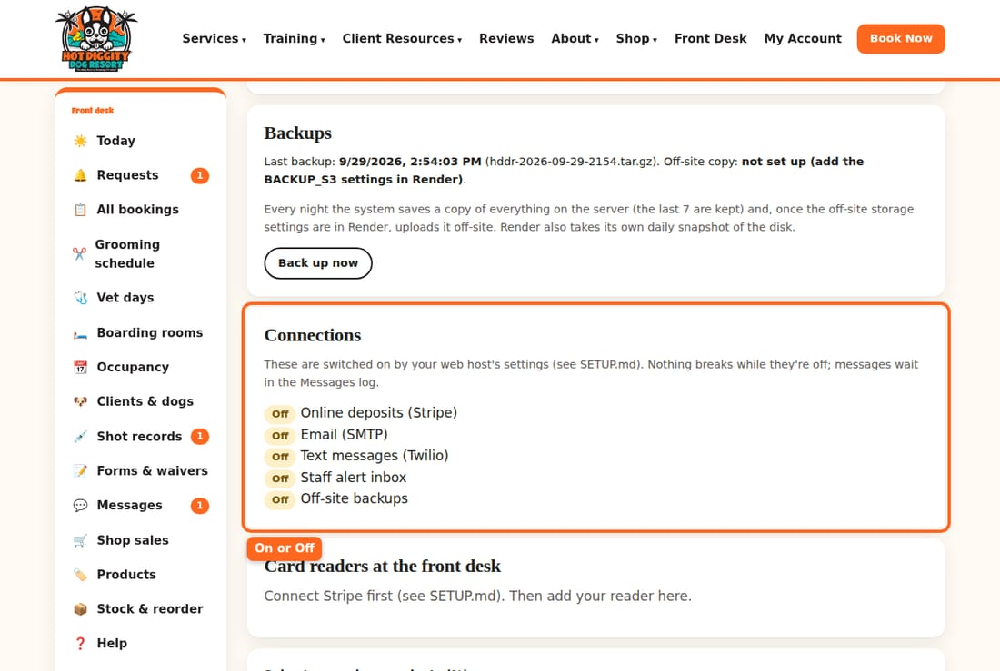 HOT DIGGITY
DOG RESORT
Services ▾ Training ▾ Client Resources ▾ Reviews About ▾ Shop ▾ Front Desk My Account Book Now
Front desk
Today
Requests 1
All bookings
Grooming
schedule
Vet days
Boarding rooms
Occupancy
Clients & dogs
Shot records 1
Forms & waivers
Messages 1
Shop sales
Products
Stock & reorder
Help
Backups
Last backup: 9/29/2026, 2:54:03 PM (hddr-2026-09-29-2154.tar.gz). Off-site copy: not set up (add the
BACKUP_S3 settings in Render).
Every night the system saves a copy of everything on the server (the last 7 are kept) and, once the off-site storage
settings are in Render, uploads it off-site. Render also takes its own daily snapshot of the disk.
Back up now
Connections
These are switched on by your web host's settings (see SETUP.md). Nothing breaks while they're off; messages wait
in the Messages log.
Off Online deposits (Stripe)
Off Email (SMTP)
Off Text messages (Twilio)
Off Staff alert inbox
Off Off-site backups
On or Off
Card readers at the front desk
Connect Stripe first (see SETUP.md). Then add your reader here.